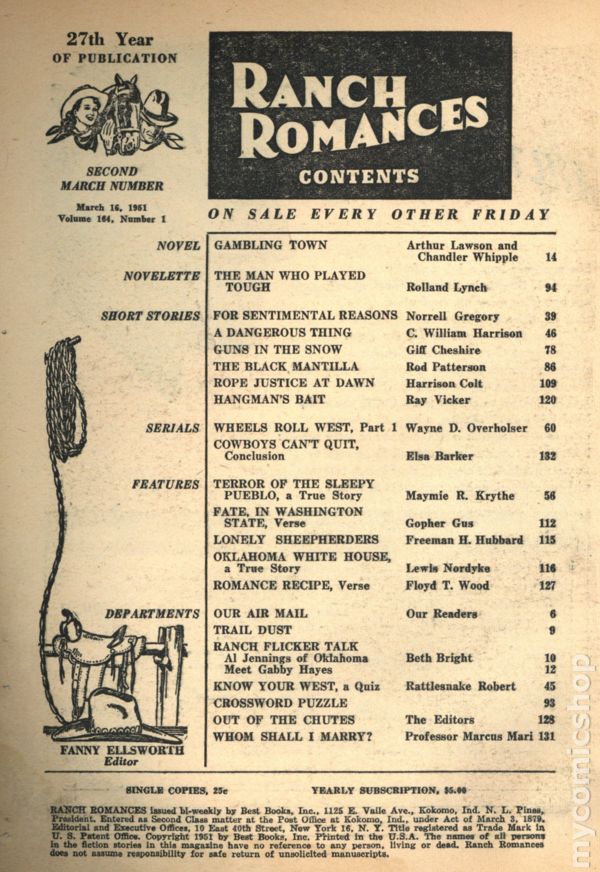 27th Year
OF PUBLICATION
SECOND
MARCH NUMBER
March 16, 1951
Volume 164, Number 1
RANCH
ROMANCES
CONTENTS
ON SALE EVERY OTHER FRIDAY
NOVEL GAMBLING TOWN Arthur Lawson and
Chandler Whipple 14
NOVELETTE THE MAN WHO PLAYED
TOUGH Rolland Lynch 94
SHORT STORIES FOR SENTIMENTAL REASONS Norrell Gregory 39
A DANGEROUS THING C. William Harrison 46
GUNS IN THE SNOW Giff Cheshire 78
THE BLACK MANTILLA Rod Patterson 86
ROPE JUSTICE AT DAWN Harrison Colt 109
HANGMAN'S BAIT Ray Vicker 120
SERIALS WHEELS ROLL WEST, Part 1 Wayne D. Overholser 60
COWBOYS CAN'T QUIT,
Conclusion Elsa Barker 132
FEATURES TERROR OF THE SLEEPY
PUEBLO, a True Story Maymie R. Krythe 56
FATE, IN WASHINGTON
STATE, Verse Gopher Gus 112
LONELY SHEEPHERDERS Freeman H. Hubbard 115
OKLAHOMA WHITE HOUSE,
a True Story Lewis Nordyke 116
ROMANCE RECIPE, Verse Floyd T. Wood 127
DEPARTMENTS OUR AIR MAIL Our Readers 6
TRAIL DUST 9
RANCH FLICKER TALK
Al Jennings of Oklahoma Beth Bright 10
Meet Gabby Hayes 12
KNOW YOUR WEST, a Quiz Rattlesnake Robert 45
CROSSWORD PUZZLE 93
OUT OF THE CHUTES The Editors 128
WHOM SHALL I MARRY? Professor Marcus Mari 131
FANNY ELLSWORTH
Editor
SINGLE COPIES, 25c YEARLY SUBSCRIPTION, $5.00
RANCH ROMANCES issued bi-weekly by Best Books, Inc., 1125 E. Vaile Ave., Kokomo, Ind. N. L. Pines,
President. Entered as Second Class matter at the Post Office at Kokomo, Ind., under Act of March 3, 1879.
Editorial and Executive Offices, 10 East 40th Street, New York 16, N. Y. Title registered as Trade Mark in
U. S. Patent Office. Copyright 1951 by Best Books, Inc. Printed in the U.S.A. The names of all persons
in the fiction stories in this magazine have no reference to any person, living or dead. Ranch Romances
does not assume responsibility for safe return of unsolicited manuscripts.
mycomicshop